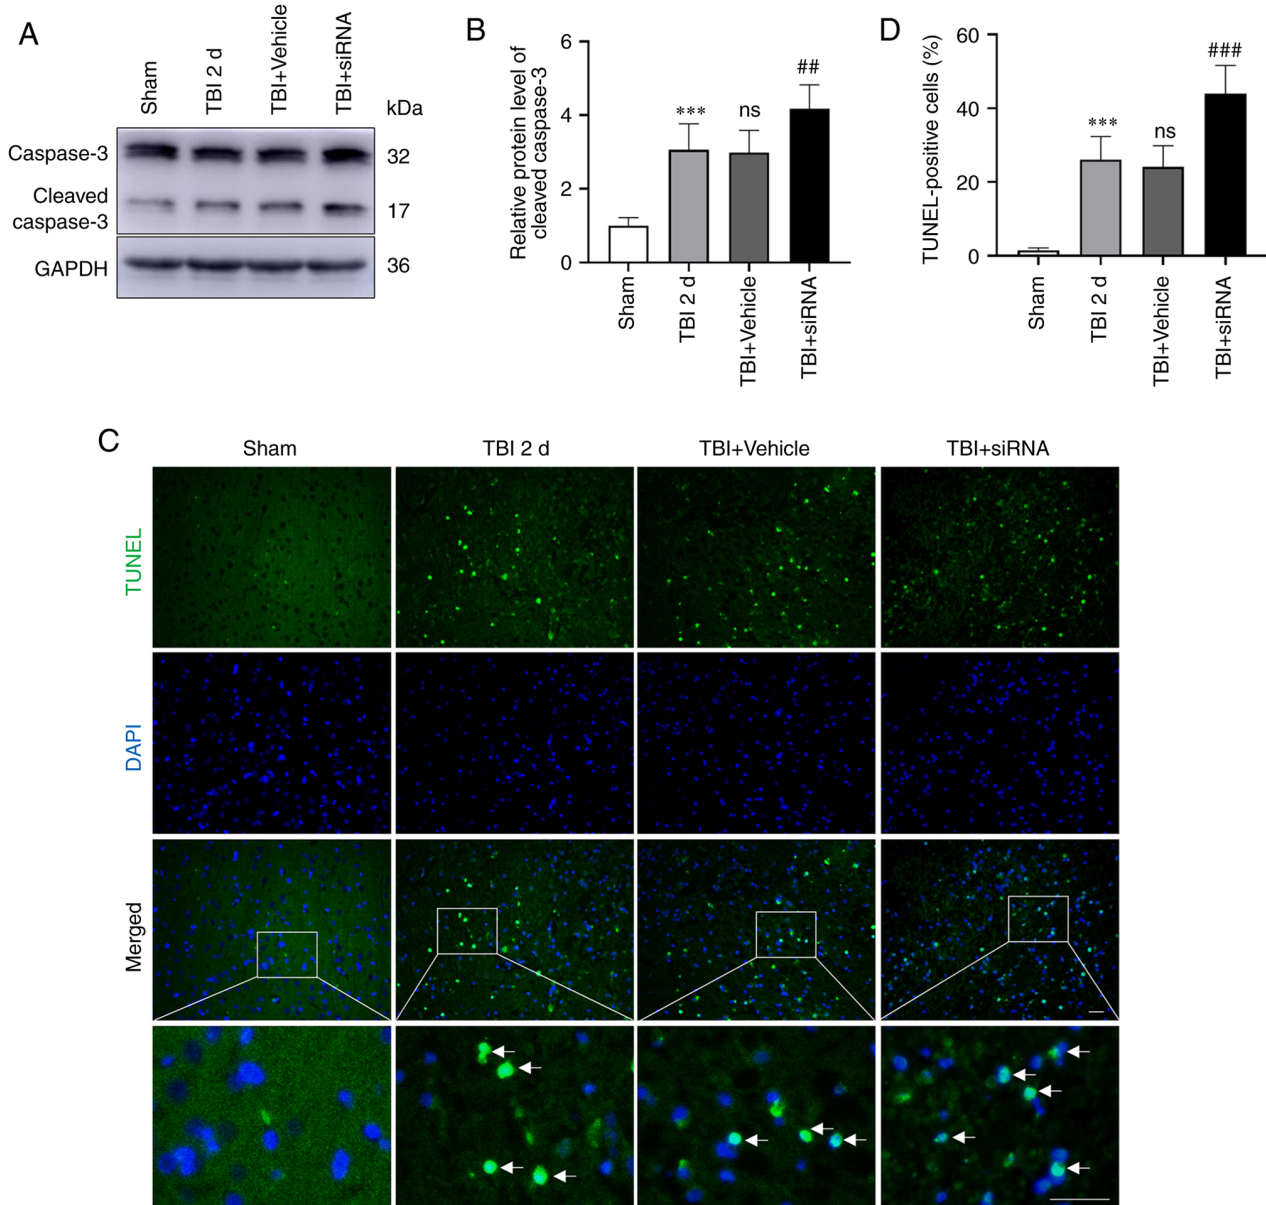 A
Sham
TBI 2 d
TBI+Vehicle
TBI+siRNA
kDa
Caspase-3
32
Cleaved
caspase-3
17
GAPDH
36
B
Relative protein level of
cleaved caspase-3
6
4
2
0
***
ns
##
Sham
TBI 2 d
TBI+Vehicle
TBI+siRNA
D
TUNEL-positive cells (%)
60
40
20
0
***
ns
###
Sham
TBI 2 d
TBI+Vehicle
TBI+siRNA
C
Sham
TBI 2 d
TBI+Vehicle
TBI+siRNA
TUNEL
DAPI
Merged